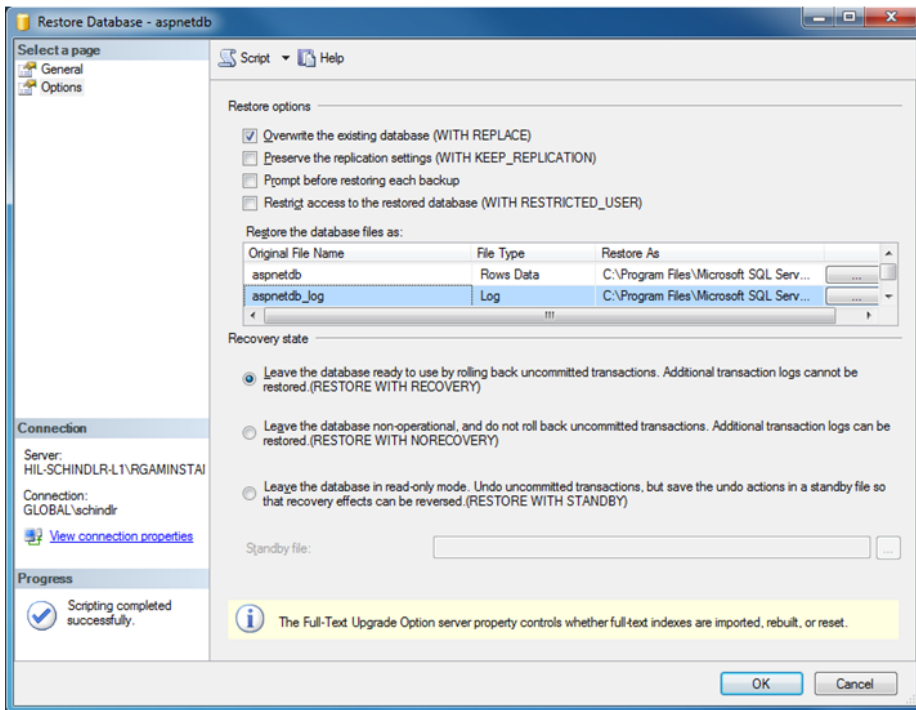 Restore Database - aspnetdb
Select a page
General
Options
Script
Help
Restore options
Overwrite the existing database (WITH REPLACE)
Preserve the replication settings (WITH KEEP_REPLICATION)
Prompt before restoring each backup
Restrict access to the restored database (WITH RESTRICTED_USER)
Restore the database files as:
Original File Name File Type Restore As
aspnetdb Rows Data C:\Program Files\Microsoft SQL Serv... ...
aspnetdb_log Log C:\Program Files\Microsoft SQL Serv... ...
Recovery state
Leave the database ready to use by rolling back uncommitted transactions. Additional transaction logs cannot be
restored.(RESTORE WITH RECOVERY)
Leave the database non-operational, and do not roll back uncommitted transactions. Additional transaction logs can be
restored.(RESTORE WITH NORECOVERY)
Leave the database in read-only mode. Undo uncommitted transactions, but save the undo actions in a standby file so
that recovery effects can be reversed.(RESTORE WITH STANDBY)
Standby file: ...
Connection
Server:
HIL-SCHINDLR-L1\RGAMINSTAI
Connection:
GLOBAL\schindlr
View connection properties
Progress
Scripting completed
successfully.
The Full-Text Upgrade Option server property controls whether full-text indexes are imported, rebuilt, or reset.
OK
Cancel